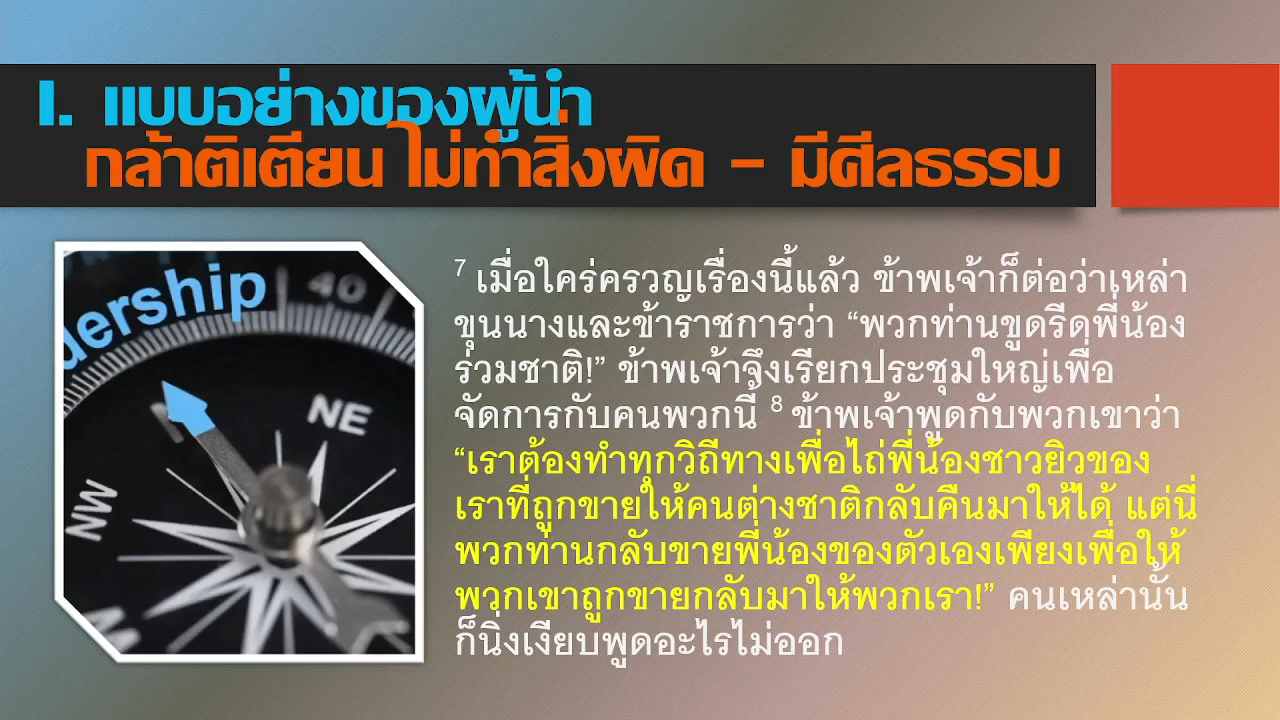 I. แบบอย่างของผู้นำ
กล้าติเตียน ไม่ทำสิ่งผิด - มีศีลธรรม
dership
40
NE
N
NW
7 เมื่อใคร่ครวญเรื่องนี้แล้ว ข้าพเจ้าก็ต่อว่าเหล่า
ขุนนางและข้าราชการว่า “พวกท่านขูดรีดพี่น้อง
ร่วมชาติ!” ข้าพเจ้าจึงเรียกประชุมใหญ่เพื่อ
จัดการกับคนพวกนี้ 8 ข้าพเจ้าพูดกับพวกเขาว่า
“เราต้องทำทุกวิถีทางเพื่อไถ่พี่น้องชาวยิวของ
เราที่ถูกขายให้คนต่างชาติกลับคืนมาให้ได้ แต่นี่
พวกท่านกลับขายพี่น้องของตัวเองเพียงเพื่อให้
พวกเขาถูกขายกลับมาให้พวกเรา!” คนเหล่านั้น
ก็นิ่งเงียบพูดอะไรไม่ออก